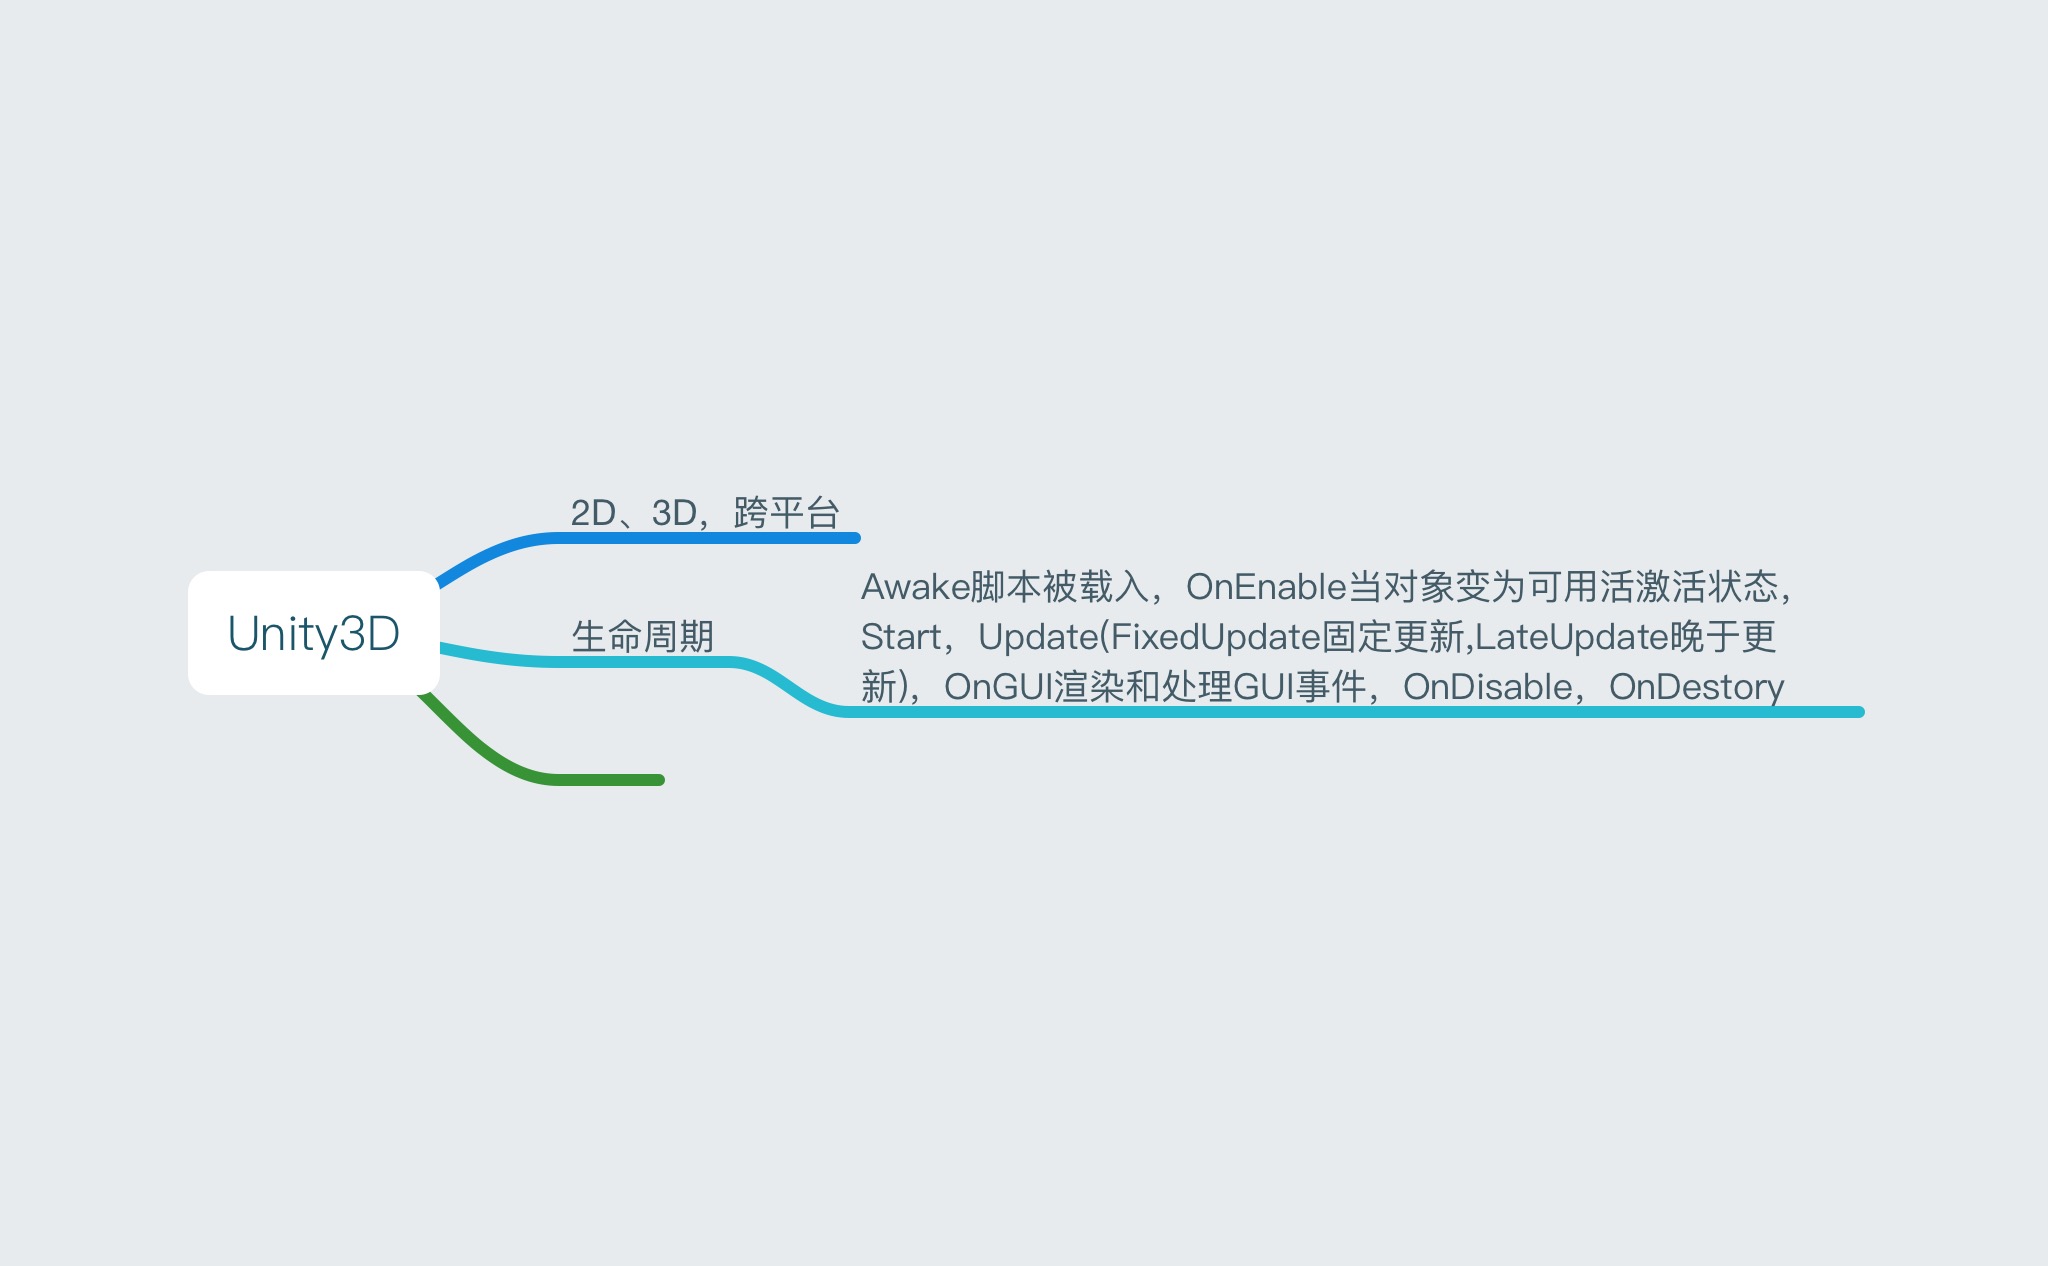 Unity3D
2D、3D，跨平台
生命周期
Awake脚本被载入，OnEnable当对象变为可用活激活状态，
Start，Update(FixedUpdate固定更新,LateUpdate晚于更
新)，OnGUI渲染和处理GUI事件，OnDisable，OnDestory